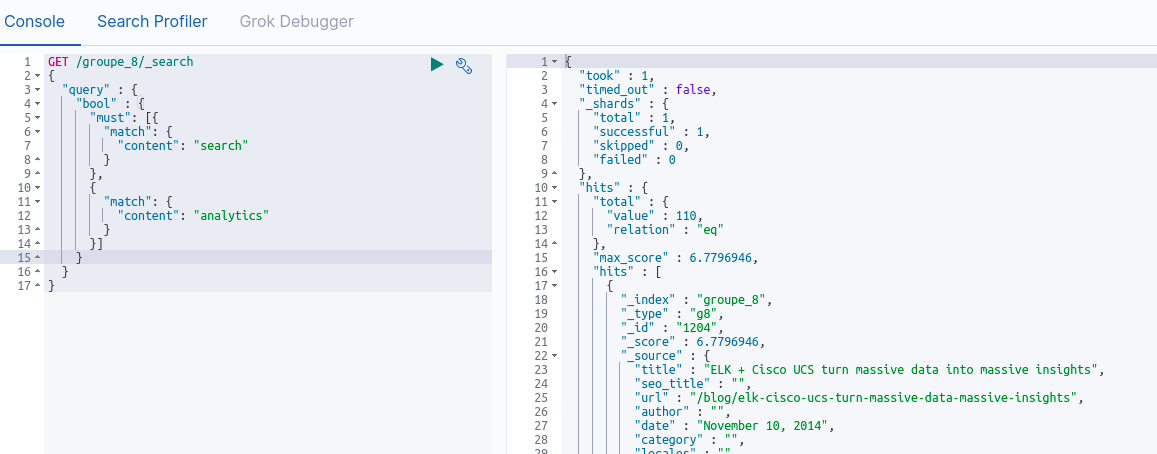 Console Search Profiler Grok Debugger
1 GET /groupe_8/_search
2 {
3 "query" : {
4 "bool" : {
5 "must": [{
6 "match": {
7 "content": "search"
8 }
9 },
10 {
11 "match": {
12 "content": "analytics"
13 }
14 }]
15 }
16 }
17 }
1 {
2 "took" : 1,
3 "timed_out" : false,
4 "_shards" : {
5 "total" : 1,
6 "successful" : 1,
7 "skipped" : 0,
8 "failed" : 0
9 },
10 "hits" : {
11 "total" : {
12 "value" : 110,
13 "relation" : "eq"
14 },
15 "max_score" : 6.7796946,
16 "hits" : [
17 {
18 "_index" : "groupe_8",
19 "_type" : "g8",
20 "_id" : "1204",
21 "_score" : 6.7796946,
22 "_source" : {
23 "title" : "ELK + Cisco UCS turn massive data into massive insights",
24 "seo_title" : "",
25 "url" : "/blog/elk-cisco-ucs-turn-massive-data-massive-insights",
26 "author" : "",
27 "date" : "November 10, 2014",
28 "category" : "",
29 "locales" : ""